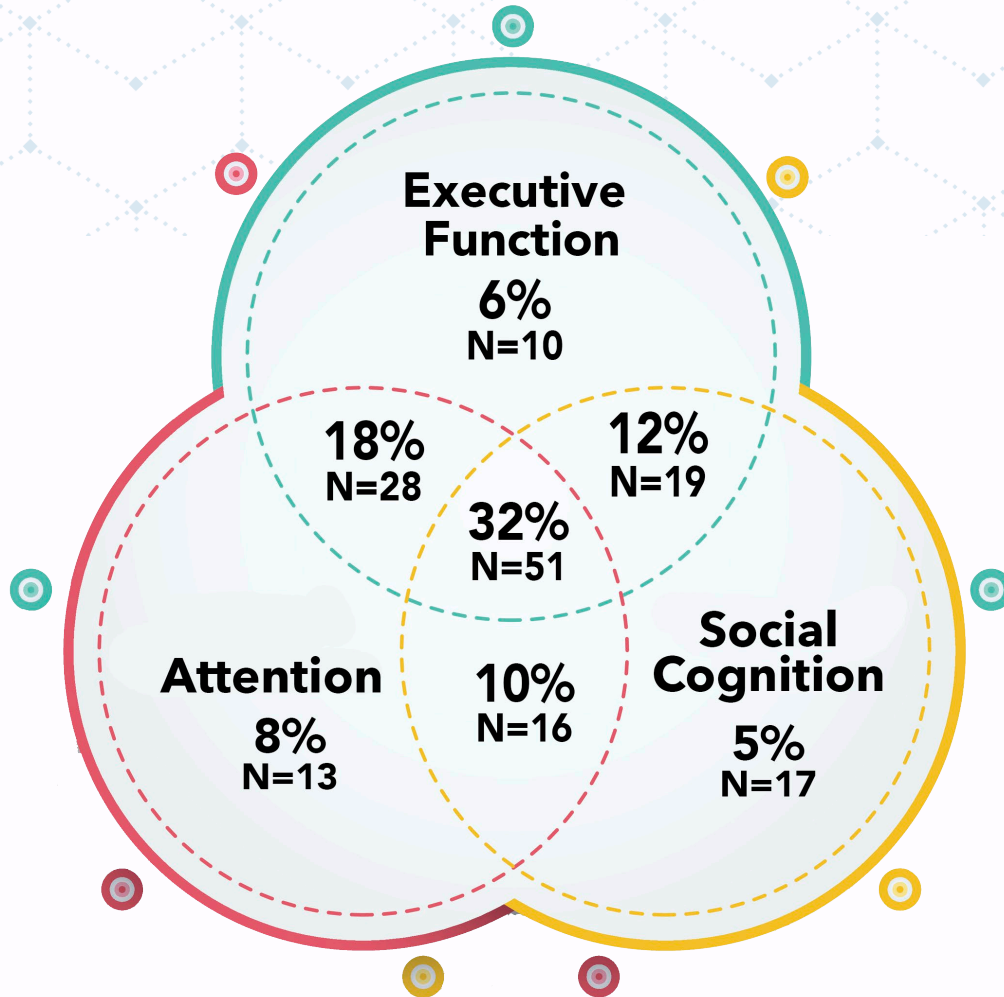 Executive
Function
6%
N=10
18%
N=28
12%
N=19
32%
N=51
Attention
8%
N=13
10%
N=16
Social
Cognition
5%
N=17